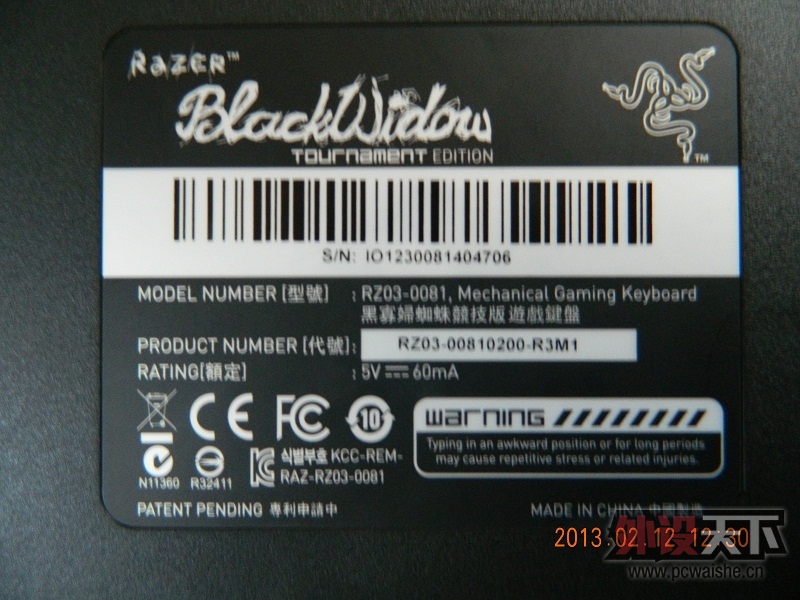 RAZER™
BlackWidow
TOURNAMENT EDITION
TM
S/N: IO1230081404706
MODEL NUMBER [型號] : RZ03-0081, Mechanical Gaming Keyboard
黑寡婦蜘蛛競技版 遊戲鍵盤
PRODUCT NUMBER [代號]: RZ03-00810200-R3M1
RATING[額定] : 5V⎓60mA
CE FC 10
WARNING
Typing in an awkward position or for long periods
may cause repetitive stress or related injuries.
식별부호 KCC-REM-
RAZ-RZ03-0081
N11360 R32411
PATENT PENDING 專利申請中
MADE IN CHINA 中國製造
2013.02.12 12:30
外设天下
www.pcwaishe.cn